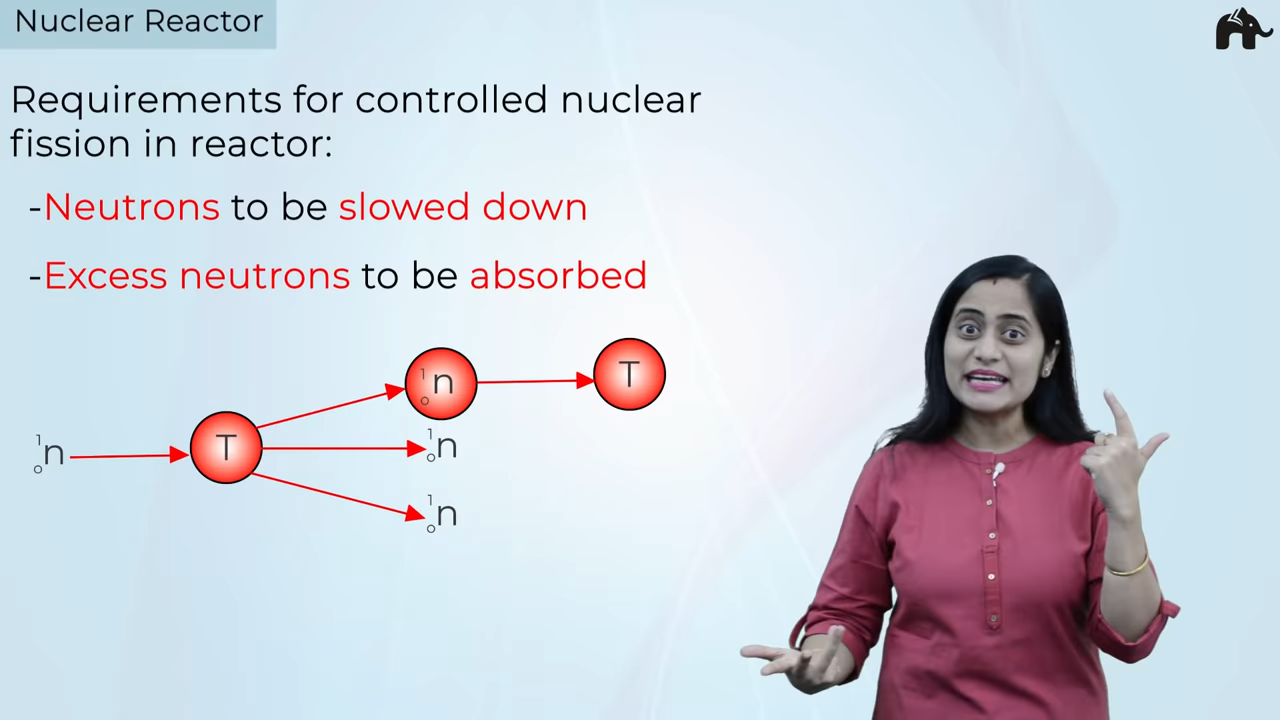 Nuclear Reactor
Requirements for controlled nuclear
fission in reactor:
-Neutrons to be slowed down
-Excess neutrons to be absorbed
¹₀n T ¹₀n T
¹₀n
¹₀n